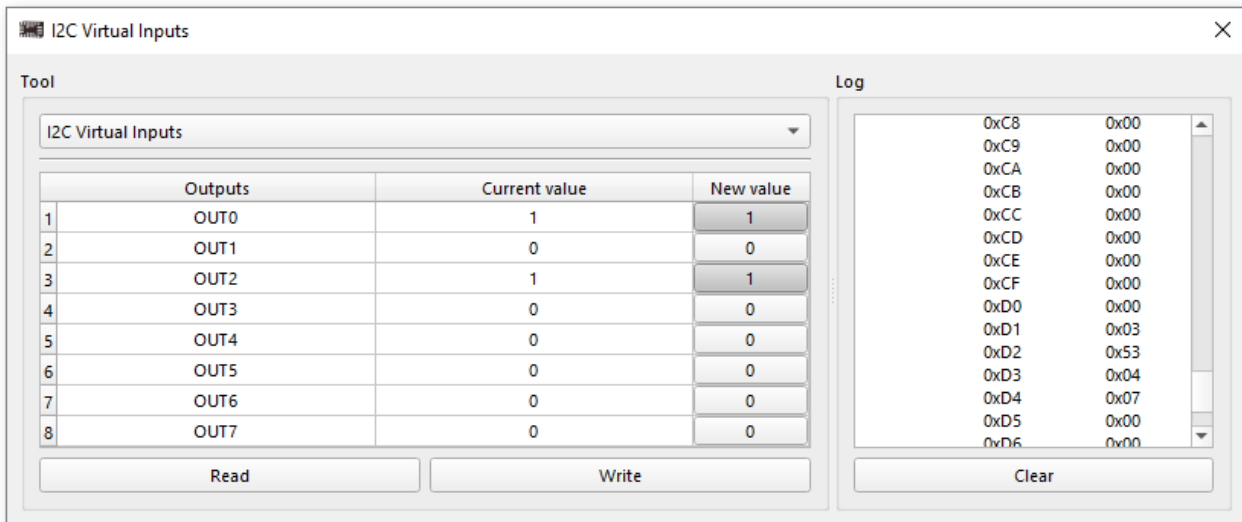 I2C Virtual Inputs
Tool
I2C Virtual Inputs
Outputs Current value New value
1 OUT0 1 1
2 OUT1 0 0
3 OUT2 1 1
4 OUT3 0 0
5 OUT4 0 0
6 OUT5 0 0
7 OUT6 0 0
8 OUT7 0 0
Read Write
Log
0xC8 0x00
0xC9 0x00
0xCA 0x00
0xCB 0x00
0xCC 0x00
0xCD 0x00
0xCE 0x00
0xCF 0x00
0xD0 0x00
0xD1 0x03
0xD2 0x53
0xD3 0x04
0xD4 0x07
0xD5 0x00
0xD6 0x00
Clear